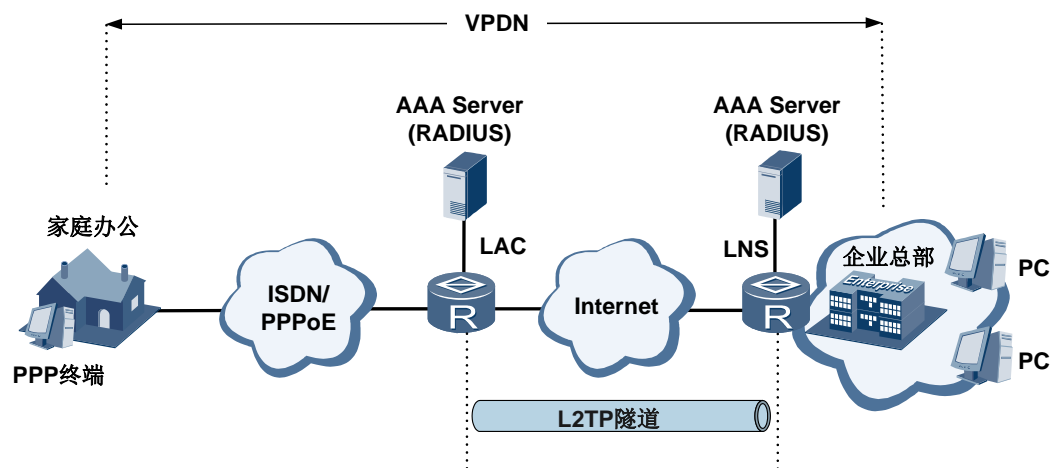 VPDN
AAA Server
(RADIUS)
AAA Server
(RADIUS)
家庭办公
LAC
LNS
企业总部
Enterprise
PC
ISDN/
PPPoE
Internet
R
R
PPP终端
PC
L2TP隧道